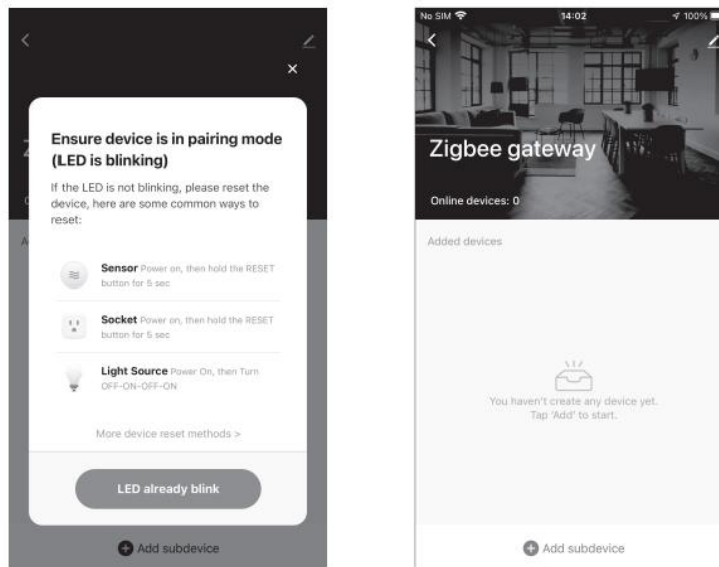 Ensure device is in pairing mode
(LED is blinking)
If the LED is not blinking, please reset the
device, here are some common ways to
reset:
Sensor Power on, then hold the RESET
button for 5 sec
Socket Power on, then hold the RESET
button for 5 sec
Light Source Power On, then Turn
OFF-ON-OFF-ON
More device reset methods >
LED already blink
Add subdevice
No SIM 14:02 100%
Zigbee gateway
Online devices: 0
Added devices
You haven't create any device yet.
Tap 'Add' to start.
Add subdevice